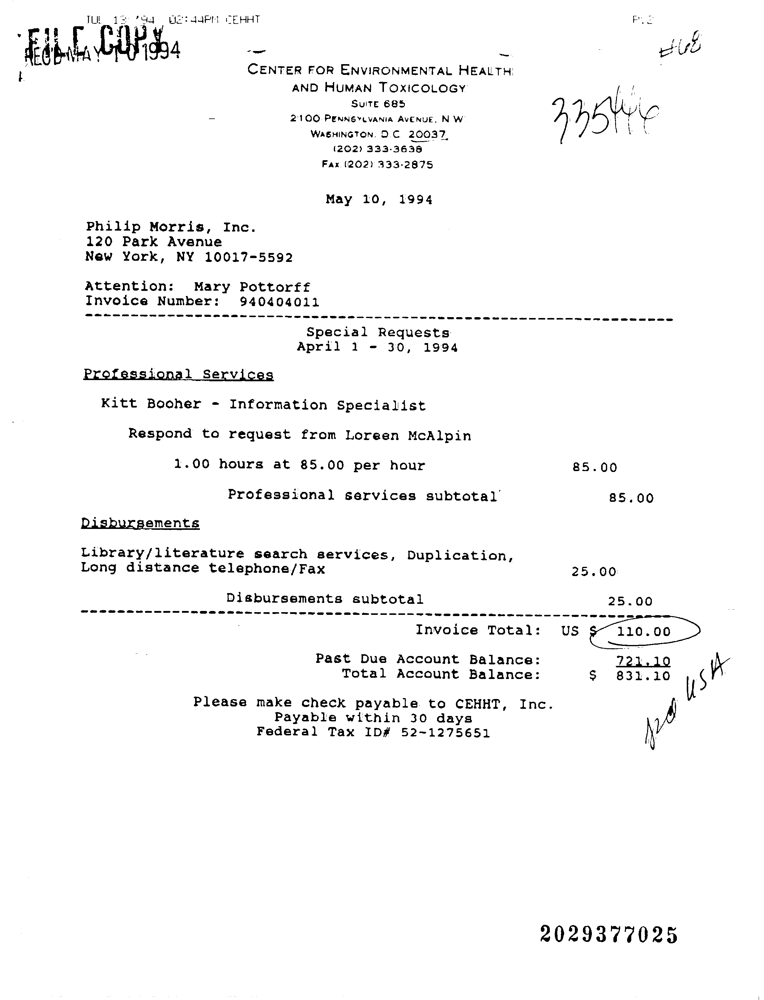 JUL 13 '94 02:44PM CEHHT P.2
FILE COPY
REC'D MAY 10 1994
#68
CENTER FOR ENVIRONMENTAL HEALTH
AND HUMAN TOXICOLOGY
SUITE 685
2100 PENNSYLVANIA AVENUE, N W
WASHINGTON, D C 20037
(202) 333-3638
FAX (202) 333-2875
May 10, 1994
Philip Morris, Inc.
120 Park Avenue
New York, NY 10017-5592
Attention: Mary Pottorff
Invoice Number: 940404011
Special Requests
April 1 - 30, 1994
Professional Services
Kitt Booher - Information Specialist
Respond to request from Loreen McAlpin
1.00 hours at 85.00 per hour 85.00
Professional services subtotal 85.00
Disbursements
Library/literature search services, Duplication,
Long distance telephone/Fax 25.00
Disbursements subtotal 25.00
Invoice Total: US $ 110.00
Past Due Account Balance: 721.10
Total Account Balance: $ 831.10
USA
Please make check payable to CEHHT, Inc.
Payable within 30 days
Federal Tax ID# 52-1275651
2029377025